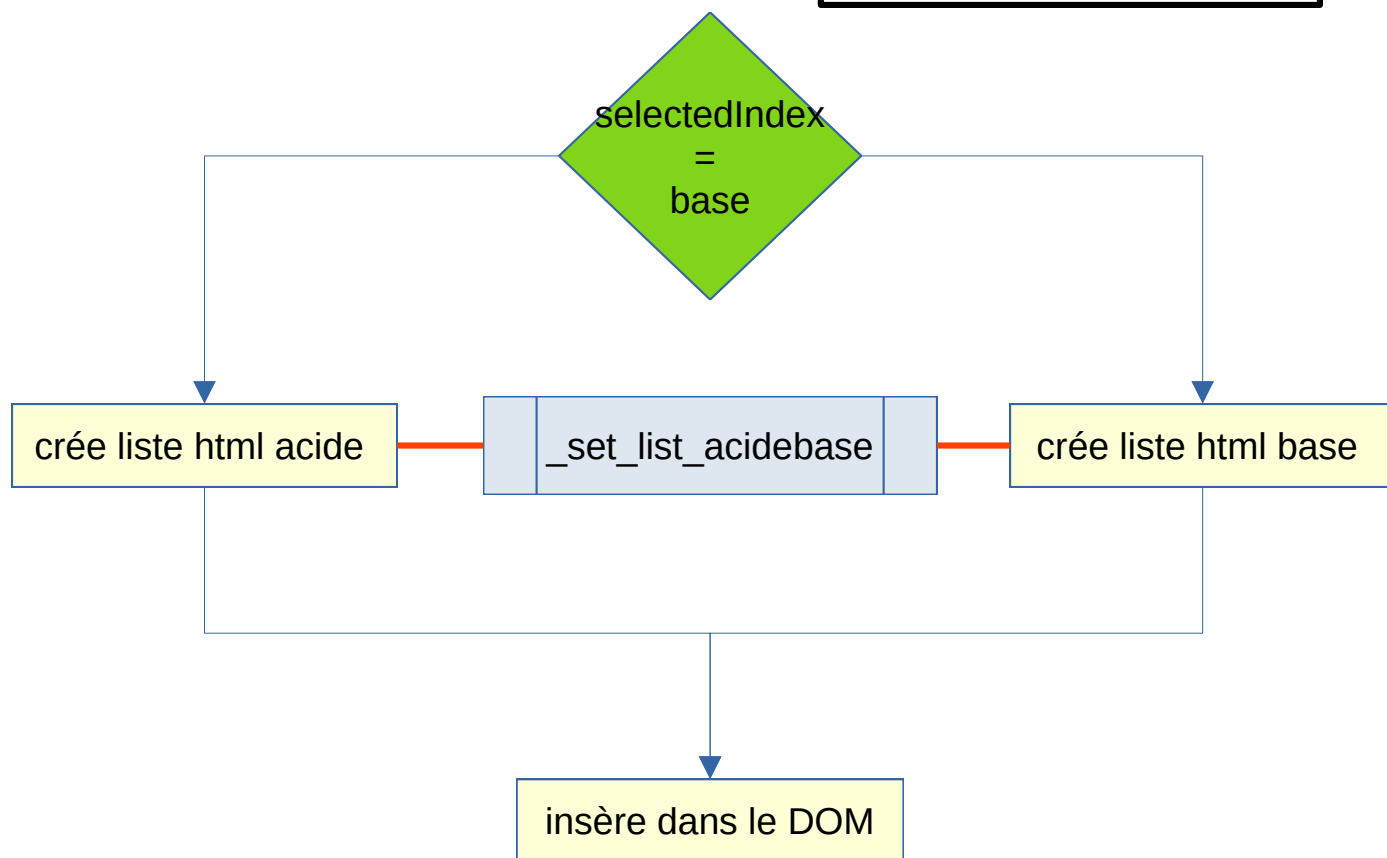 selectedIndex
=
base
crée liste html acide
_set_list_acidebase
crée liste html base
insère dans le DOM